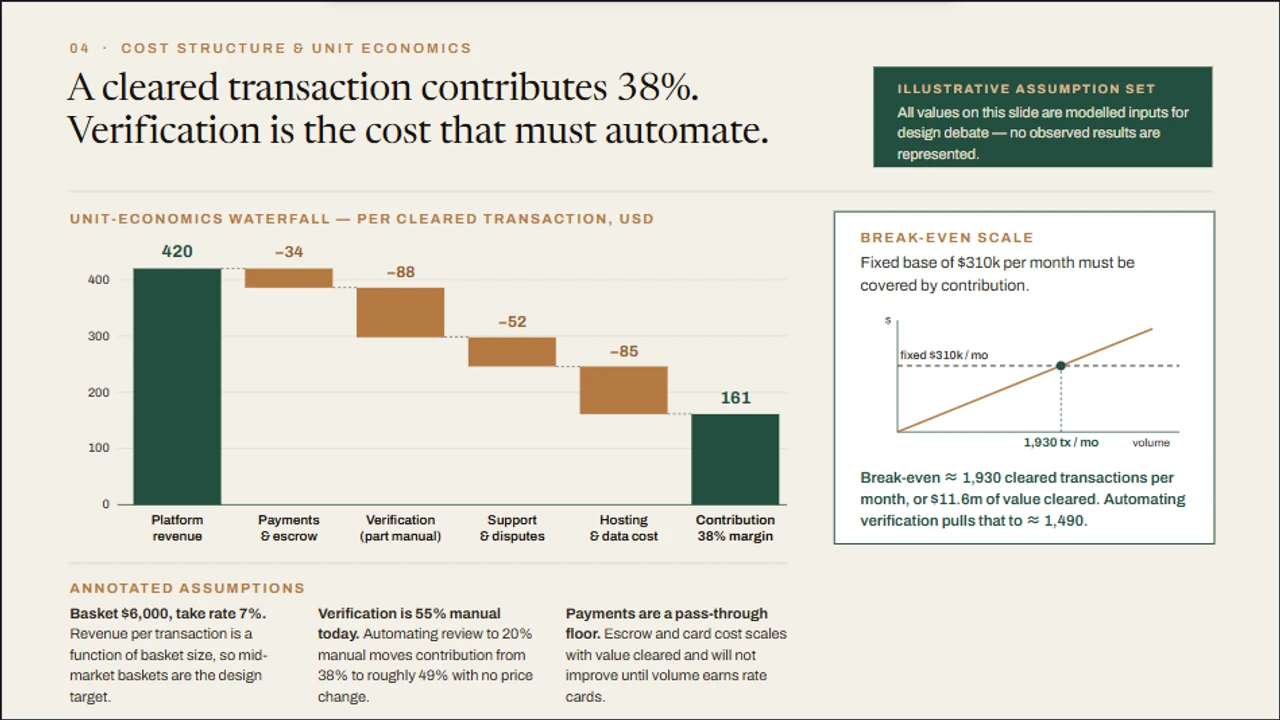 04 · COST STRUCTURE & UNIT ECONOMICS
A cleared transaction contributes 38%.
Verification is the cost that must automate.
ILLUSTRATIVE ASSUMPTION SET
All values on this slide are modelled inputs for
design debate — no observed results are
represented.
UNIT-ECONOMICS WATERFALL — PER CLEARED TRANSACTION, USD
420
–34
–88
–52
–85
161
400
300
200
100
0
Platform
revenue
Payments
& escrow
Verification
(part manual)
Support
& disputes
Hosting
& data cost
Contribution
38% margin
BREAK-EVEN SCALE
Fixed base of $310k per month must be
covered by contribution.
$
fixed $310k / mo
1,930 tx / mo
volume
Break-even ≈ 1,930 cleared transactions per
month, or $11.6m of value cleared. Automating
verification pulls that to ≈ 1,490.
ANNOTATED ASSUMPTIONS
Basket $6,000, take rate 7%.
Revenue per transaction is a
function of basket size, so mid-
market baskets are the design
target.
Verification is 55% manual
today. Automating review to 20%
manual moves contribution from
38% to roughly 49% with no price
change.
Payments are a pass-through
floor. Escrow and card cost scales
with value cleared and will not
improve until volume earns rate
cards.